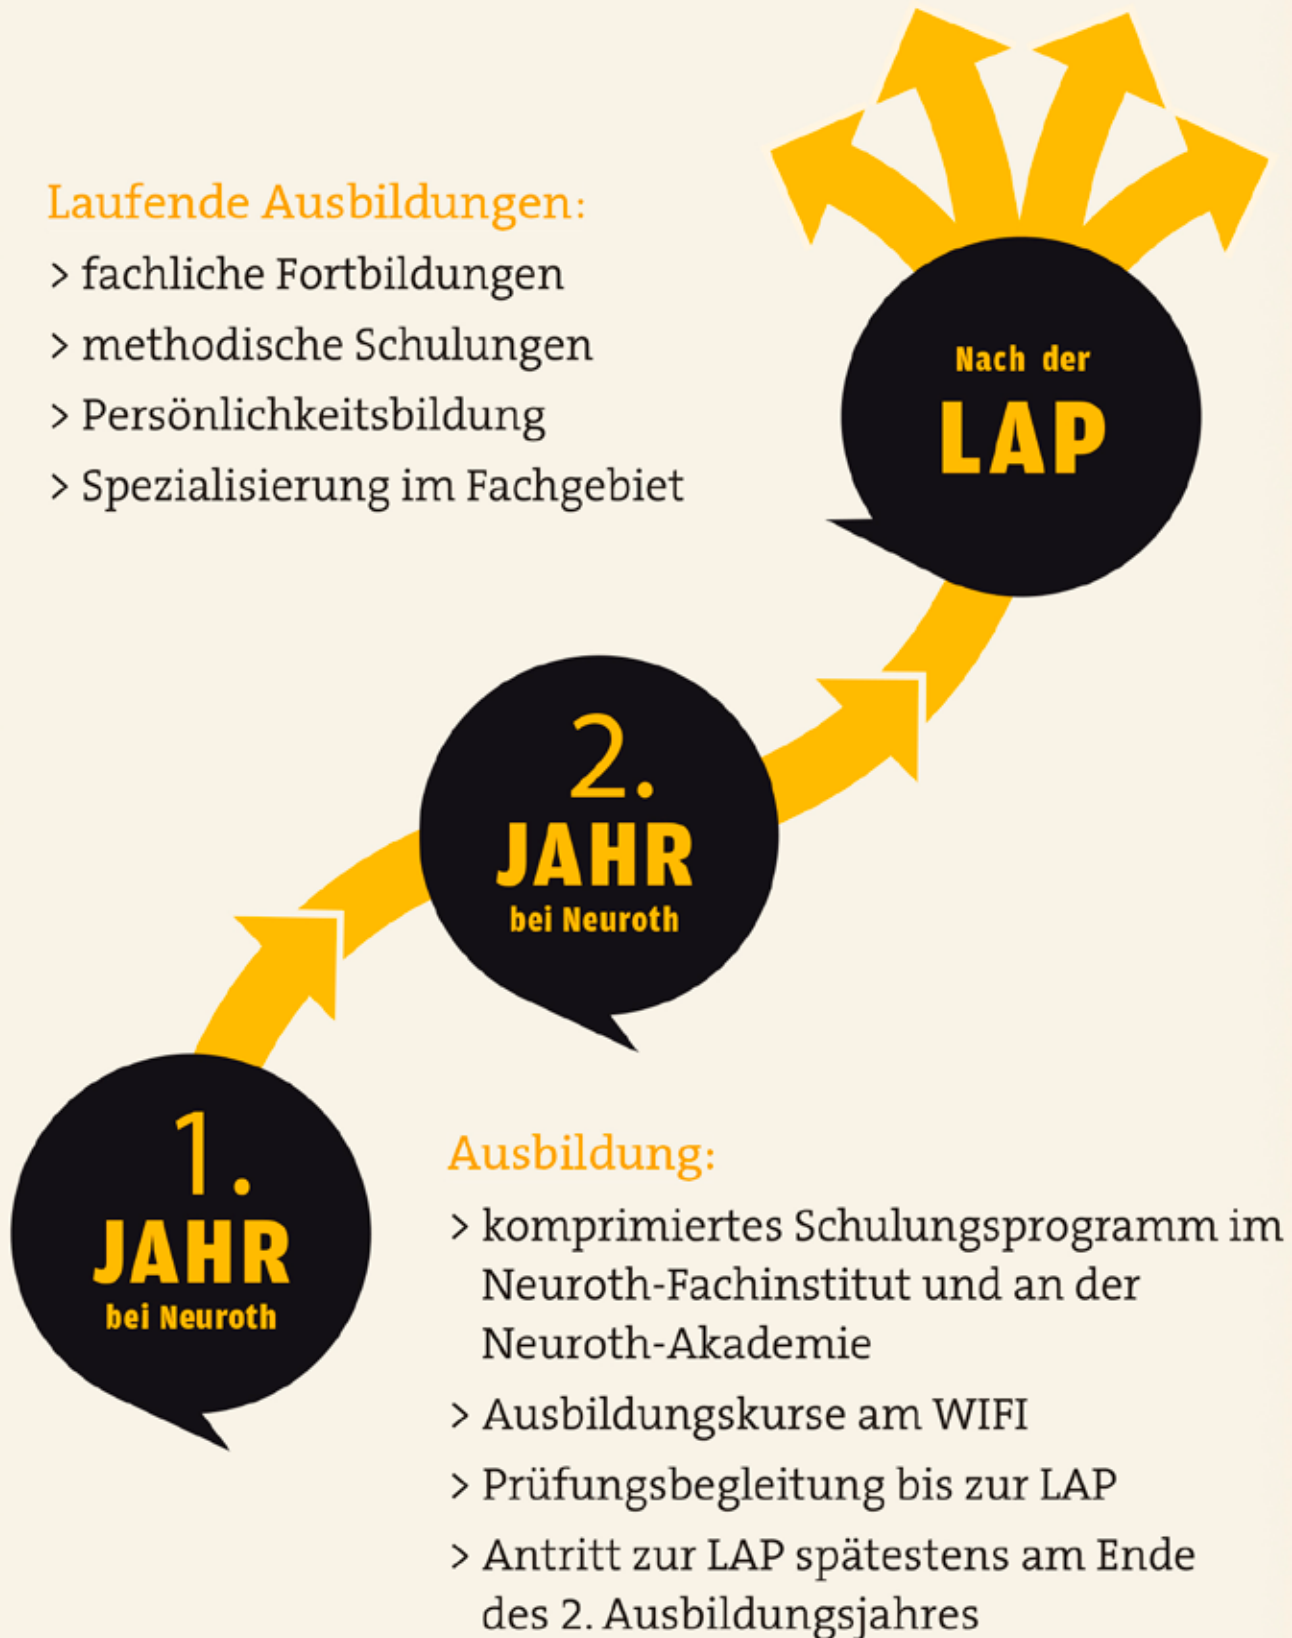 Laufende Ausbildungen:
> fachliche Fortbildungen
> methodische Schulungen
> Persönlichkeitsbildung
> Spezialisierung im Fachgebiet
Nach der
LAP
2.
JAHR
bei Neuroth
1.
JAHR
bei Neuroth
Ausbildung:
> komprimiertes Schulungsprogramm im
Neuroth-Fachinstitut und an der
Neuroth-Akademie
> Ausbildungskurse am WIFI
> Prüfungsbegleitung bis zur LAP
> Antritt zur LAP spätestens am Ende
des 2. Ausbildungsjahres